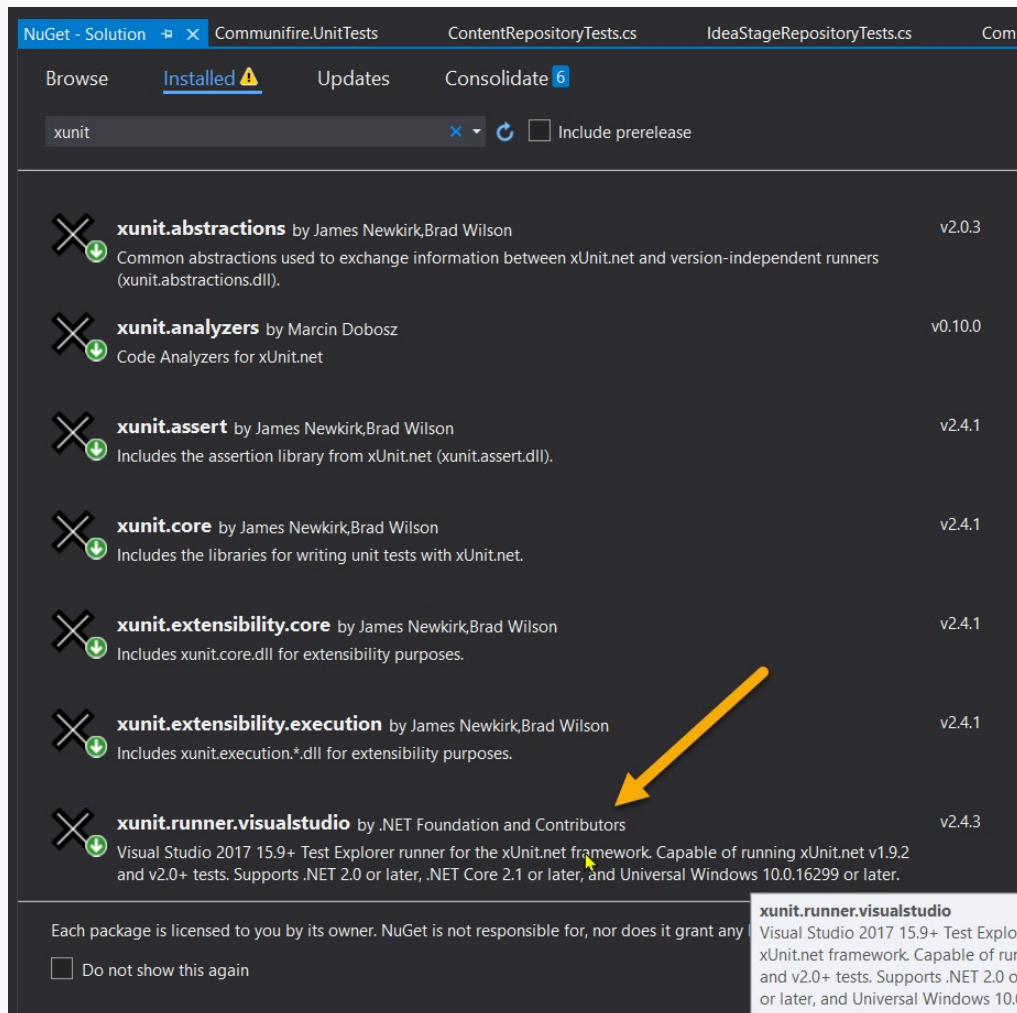 NuGet - Solution Communifire.UnitTests ContentRepositoryTests.cs IdeaStageRepositoryTests.cs Com
Browse Installed Updates Consolidate 6
xunit Include prerelease
xunit.abstractions by James Newkirk,Brad Wilson v2.0.3
Common abstractions used to exchange information between xUnit.net and version-independent runners
(xunit.abstractions.dll).
xunit.analyzers by Marcin Dobosz v0.10.0
Code Analyzers for xUnit.net
xunit.assert by James Newkirk,Brad Wilson v2.4.1
Includes the assertion library from xUnit.net (xunit.assert.dll).
xunit.core by James Newkirk,Brad Wilson v2.4.1
Includes the libraries for writing unit tests with xUnit.net.
xunit.extensibility.core by James Newkirk,Brad Wilson v2.4.1
Includes xunit.core.dll for extensibility purposes.
xunit.extensibility.execution by James Newkirk,Brad Wilson v2.4.1
Includes xunit.execution.*.dll for extensibility purposes.
xunit.runner.visualstudio by .NET Foundation and Contributors v2.4.3
Visual Studio 2017 15.9+ Test Explorer runner for the xUnit.net framework. Capable of running xUnit.net v1.9.2
and v2.0+ tests. Supports .NET 2.0 or later, .NET Core 2.1 or later, and Universal Windows 10.0.16299 or later.
Each package is licensed to you by its owner. NuGet is not responsible for, nor does it grant any
Do not show this again
xunit.runner.visualstudio
Visual Studio 2017 15.9+ Test Explo
xUnit.net framework. Capable of rur
and v2.0+ tests. Supports .NET 2.0 o
or later, and Universal Windows 10.0